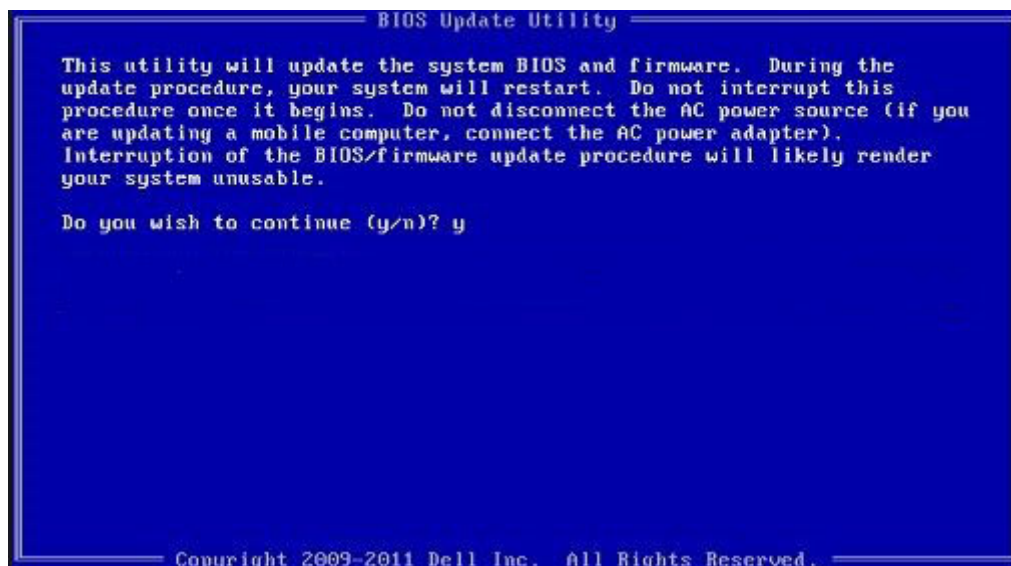 BIOS Update Utility
This utility will update the system BIOS and firmware. During the
update procedure, your system will restart. Do not interrupt this
procedure once it begins. Do not disconnect the AC power source (if you
are updating a mobile computer, connect the AC power adapter).
Interruption of the BIOS/firmware update procedure will likely render
your system unusable.
Do you wish to continue (y/n)? y
Copyright 2009-2011 Dell Inc. All Rights Reserved.